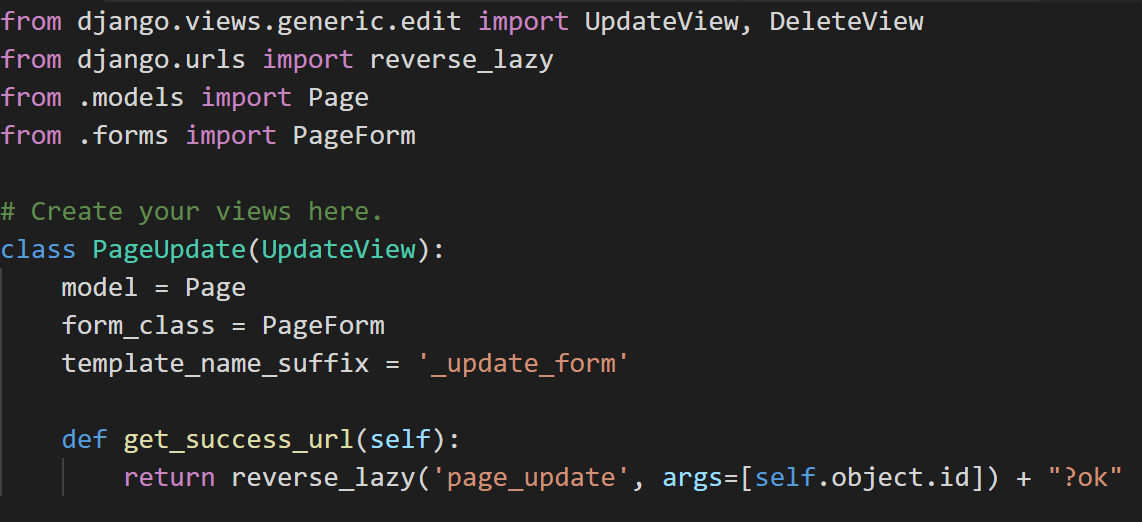 from django.views.generic.edit import UpdateView, DeleteView
from django.urls import reverse_lazy
from .models import Page
from .forms import PageForm
# Create your views here.
class PageUpdate(UpdateView):
    model = Page
    form_class = PageForm
    template_name_suffix = '_update_form'
    def get_success_url(self):
        return reverse_lazy('page_update', args=[self.object.id]) + "?ok"